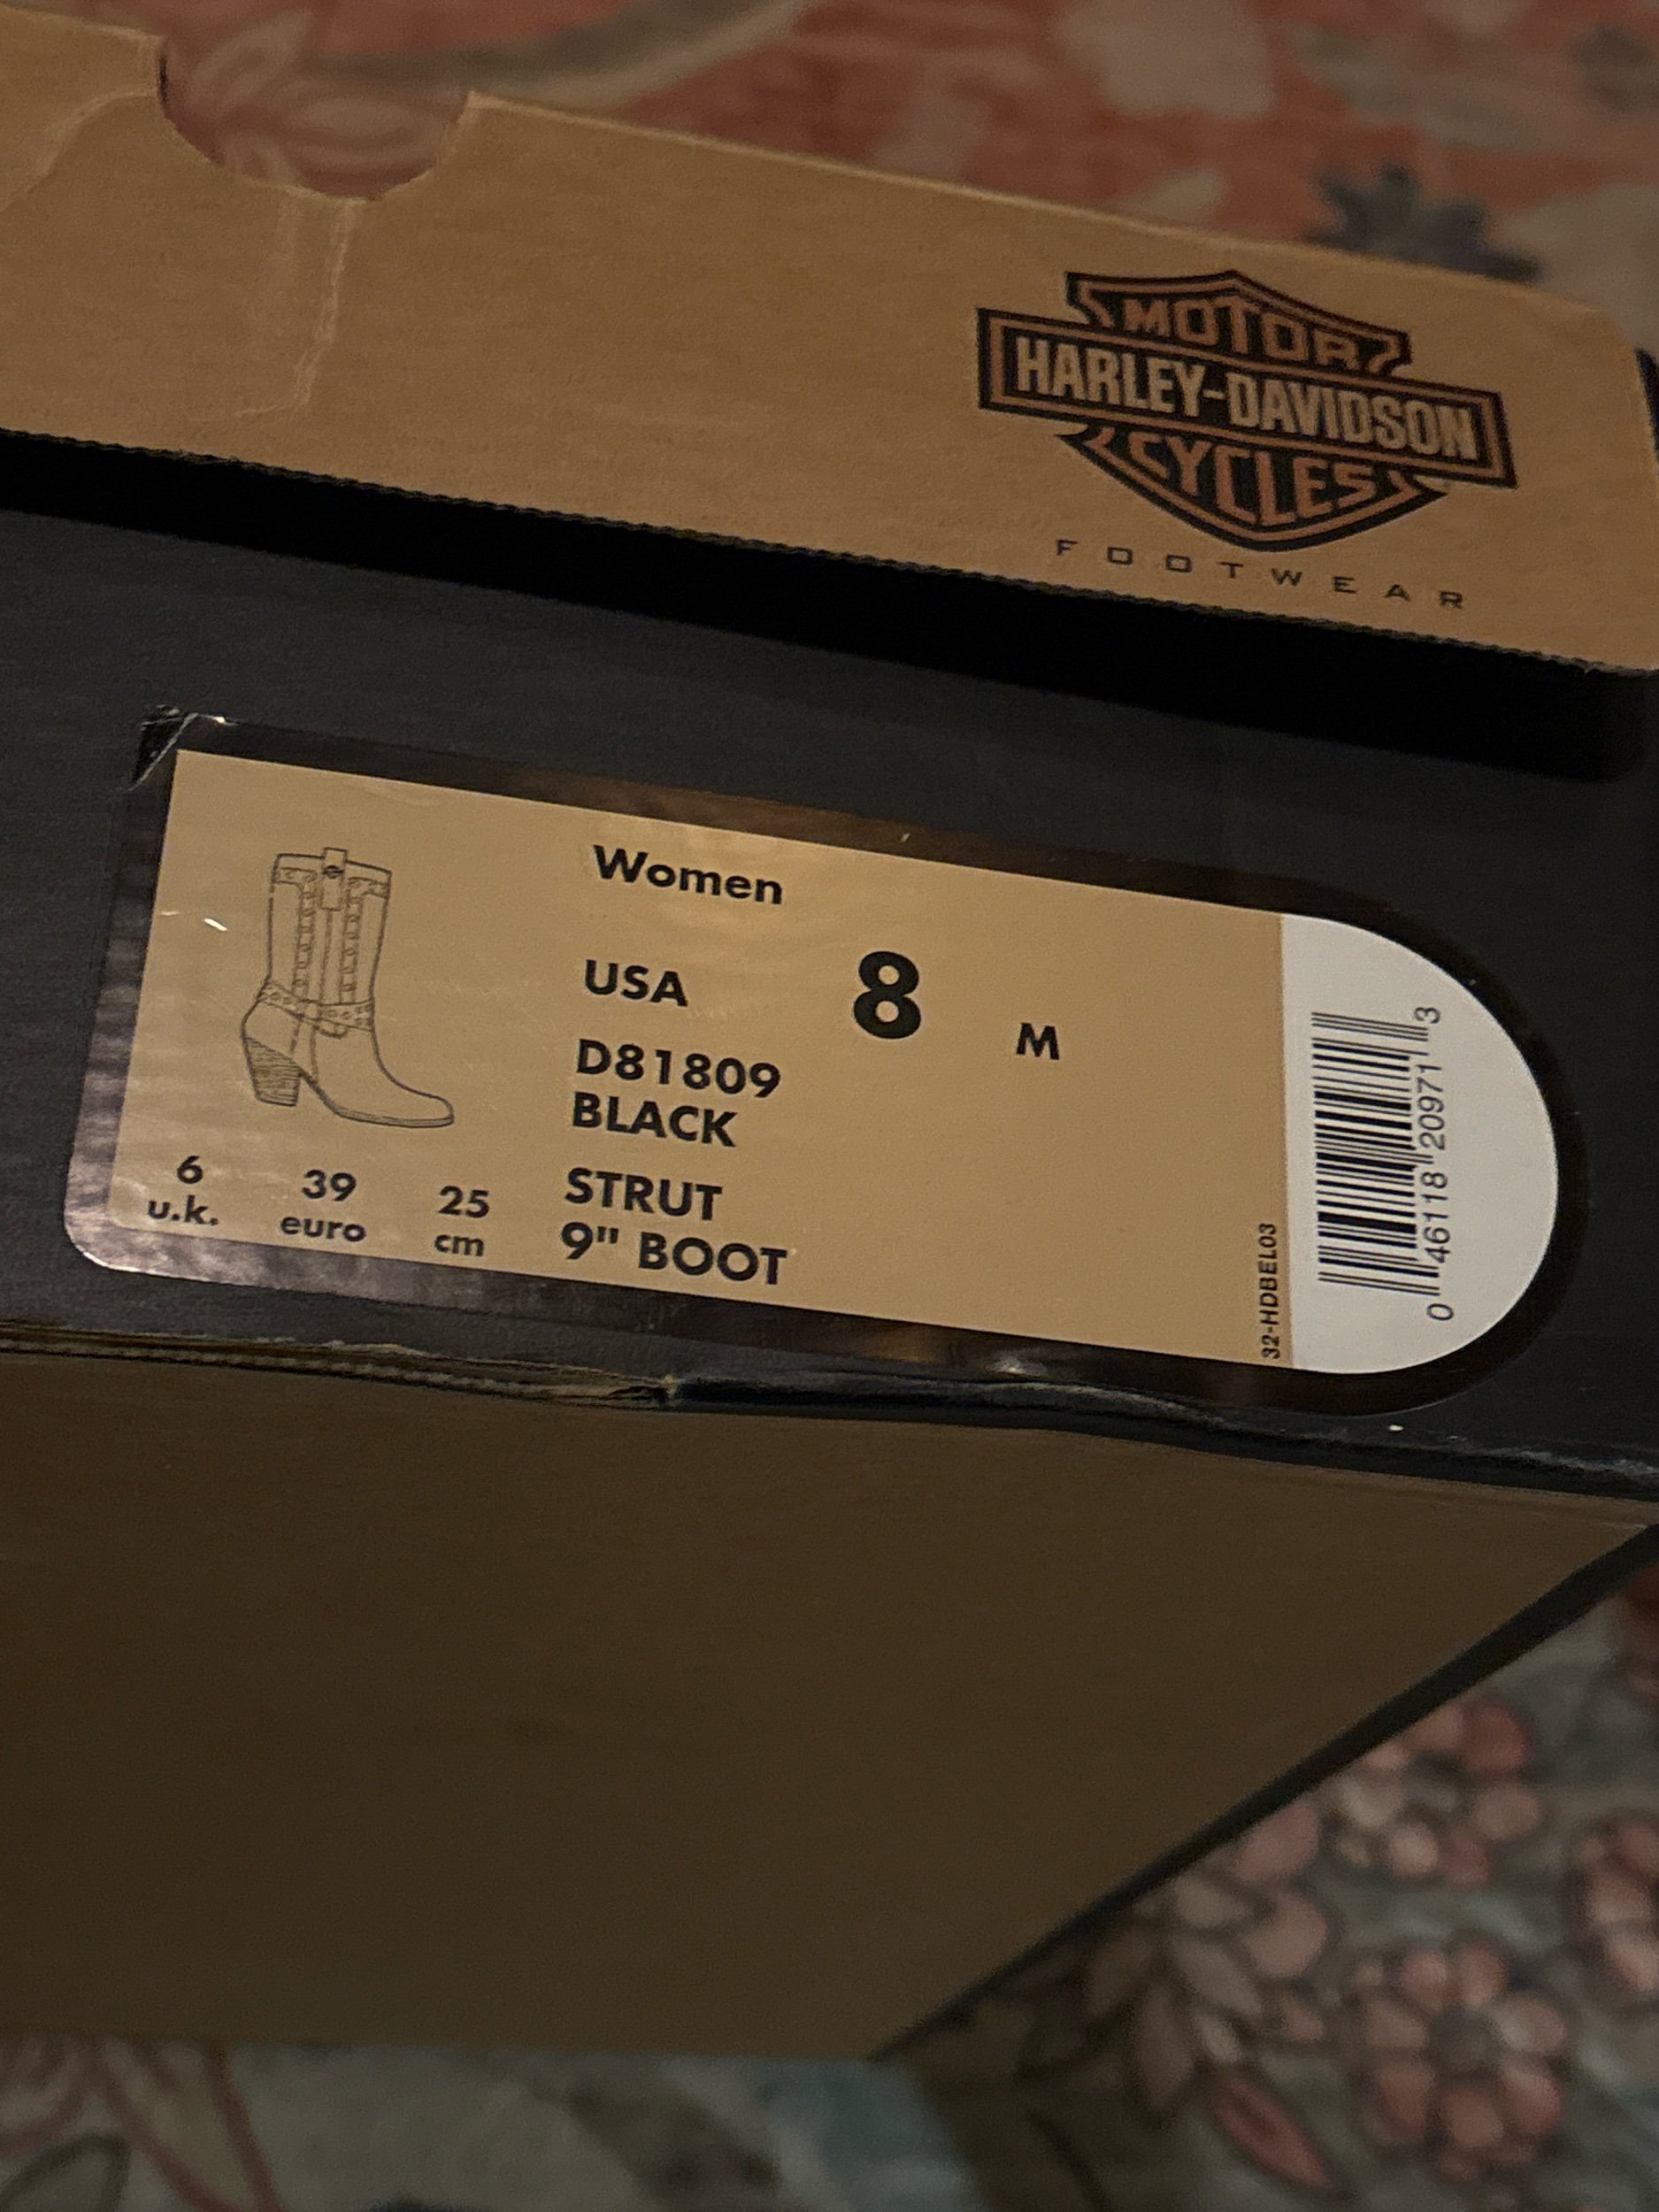 MOTOR
HARLEY-DAVIDSON
CYCLES
FOOTWEAR
Women
USA 8 M
D81809
BLACK
STRUT
9" BOOT
6 39 25
u.k. euro cm
32-HDBEL03
0 46118 20971 3